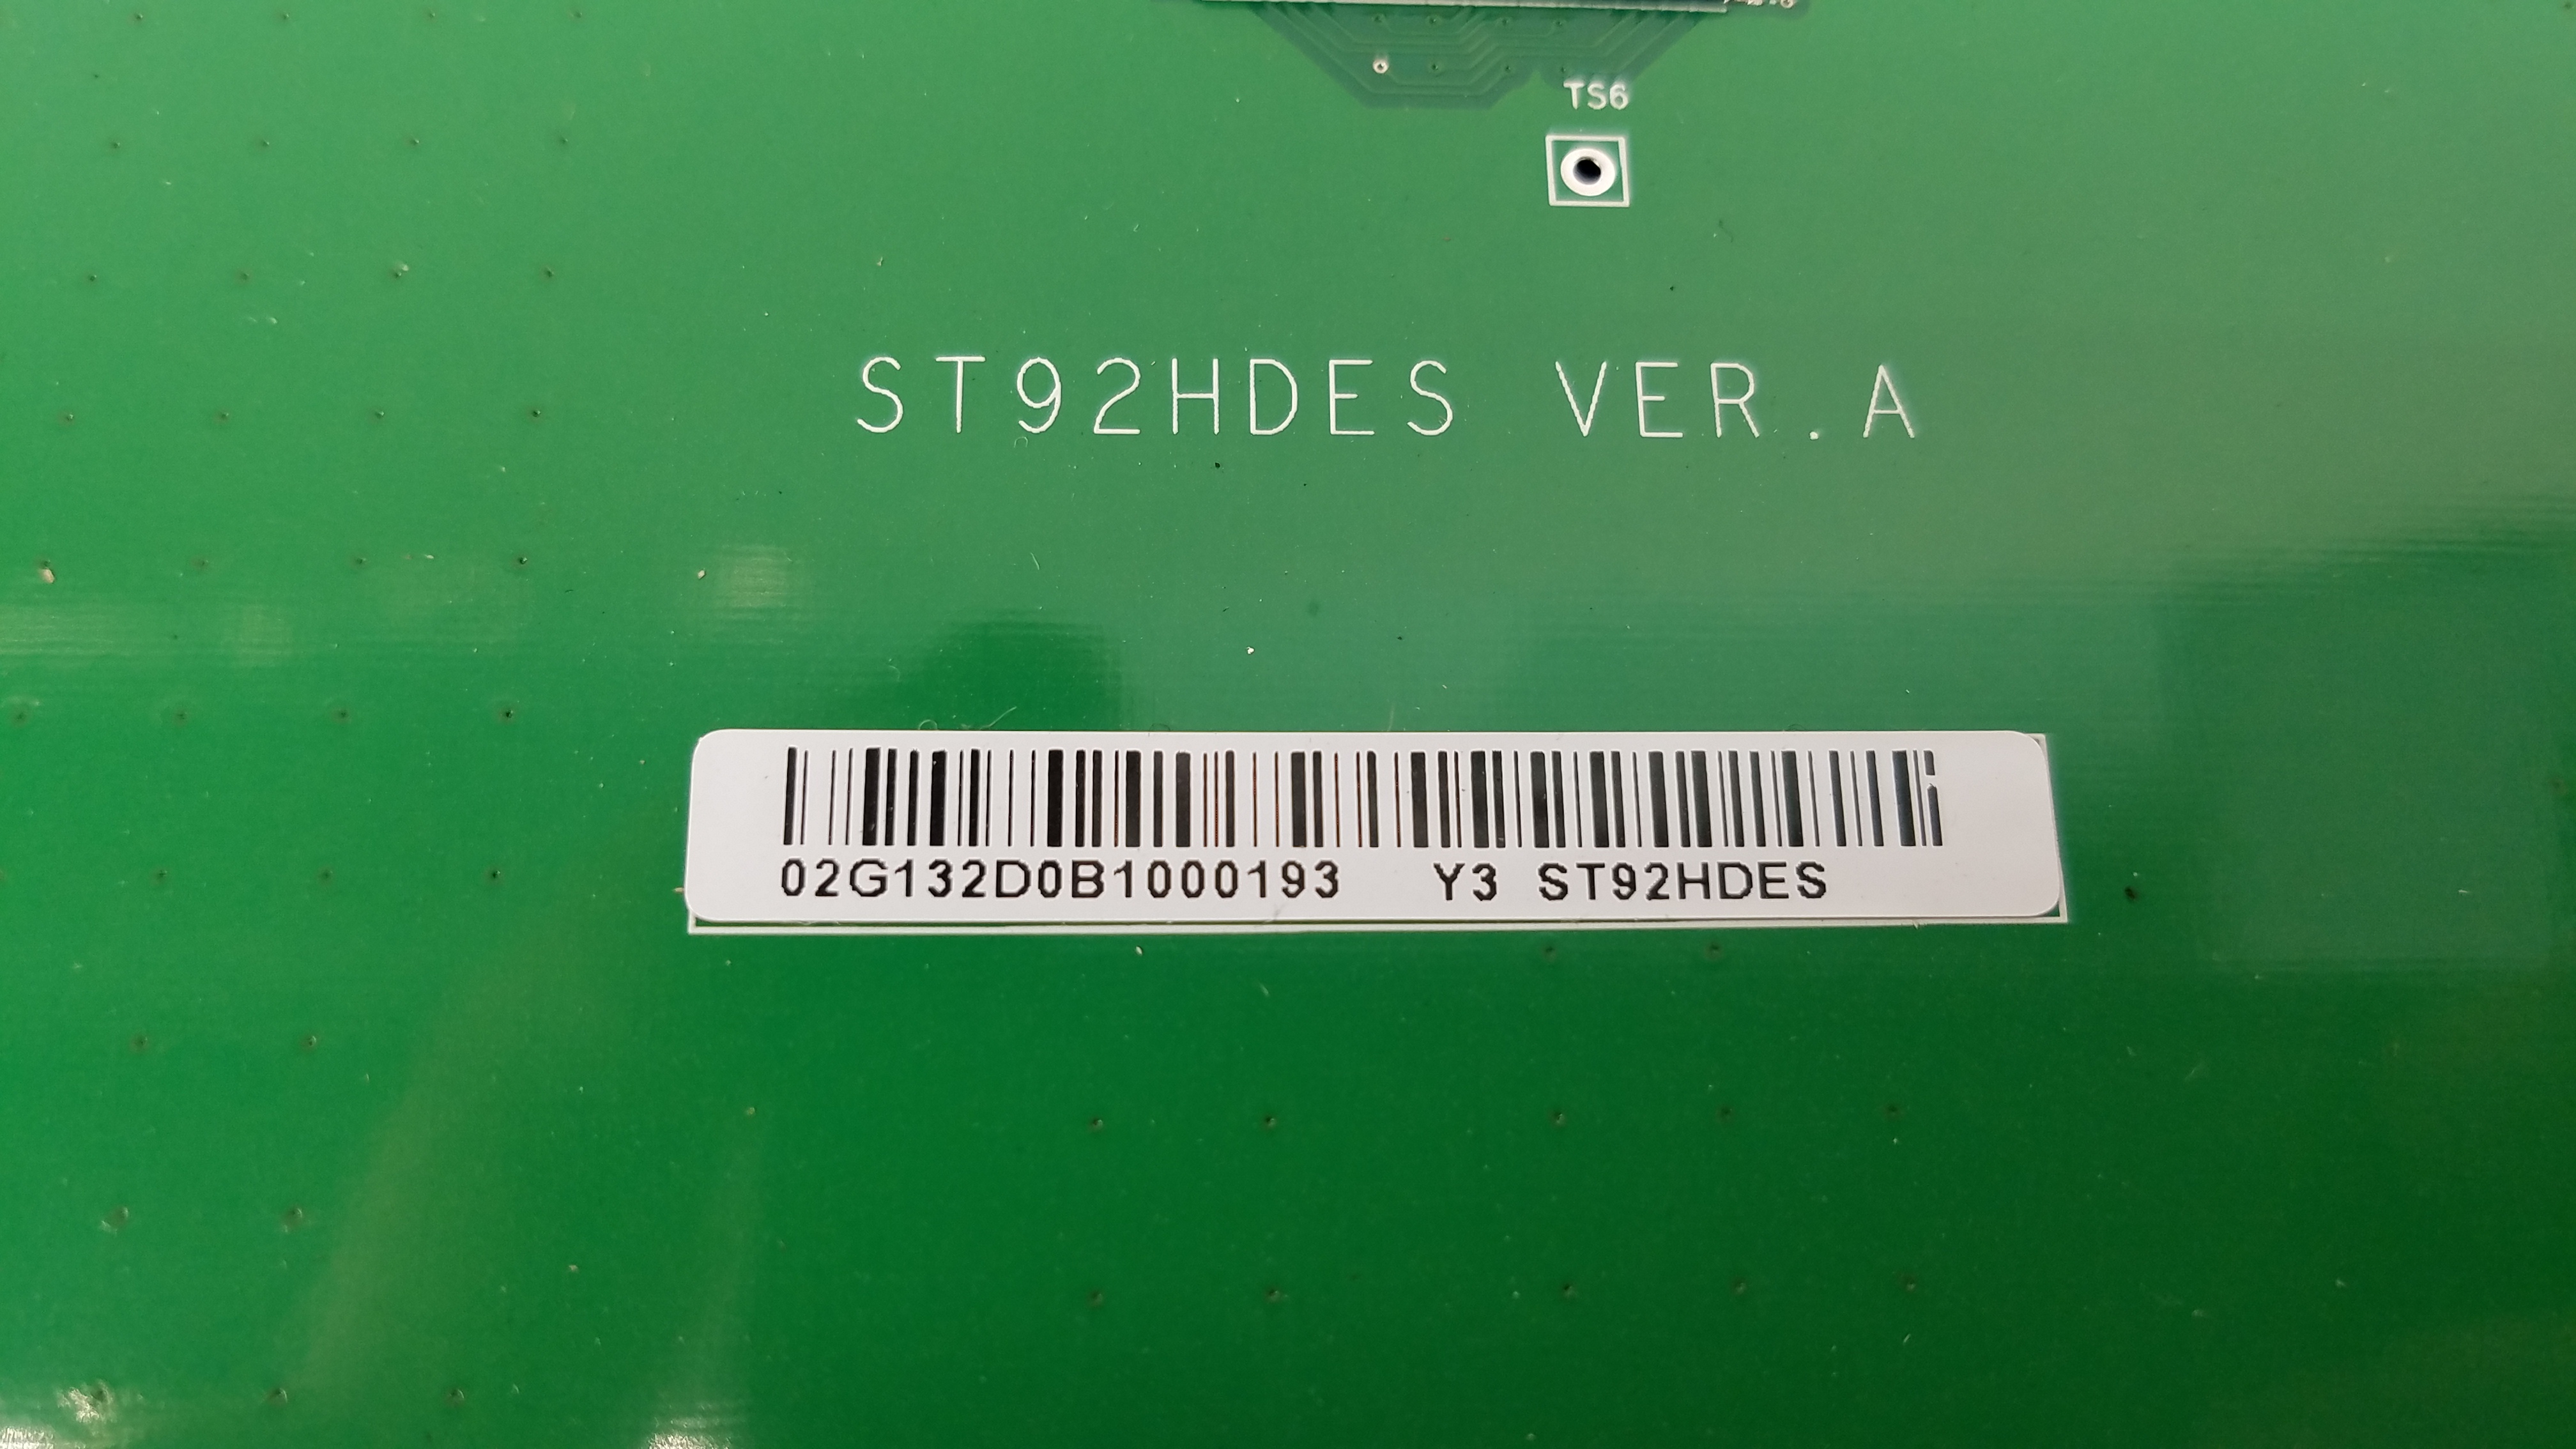 TS6
ST92HDES VER.A
02G132D0B1000193 Y3 ST92HDES